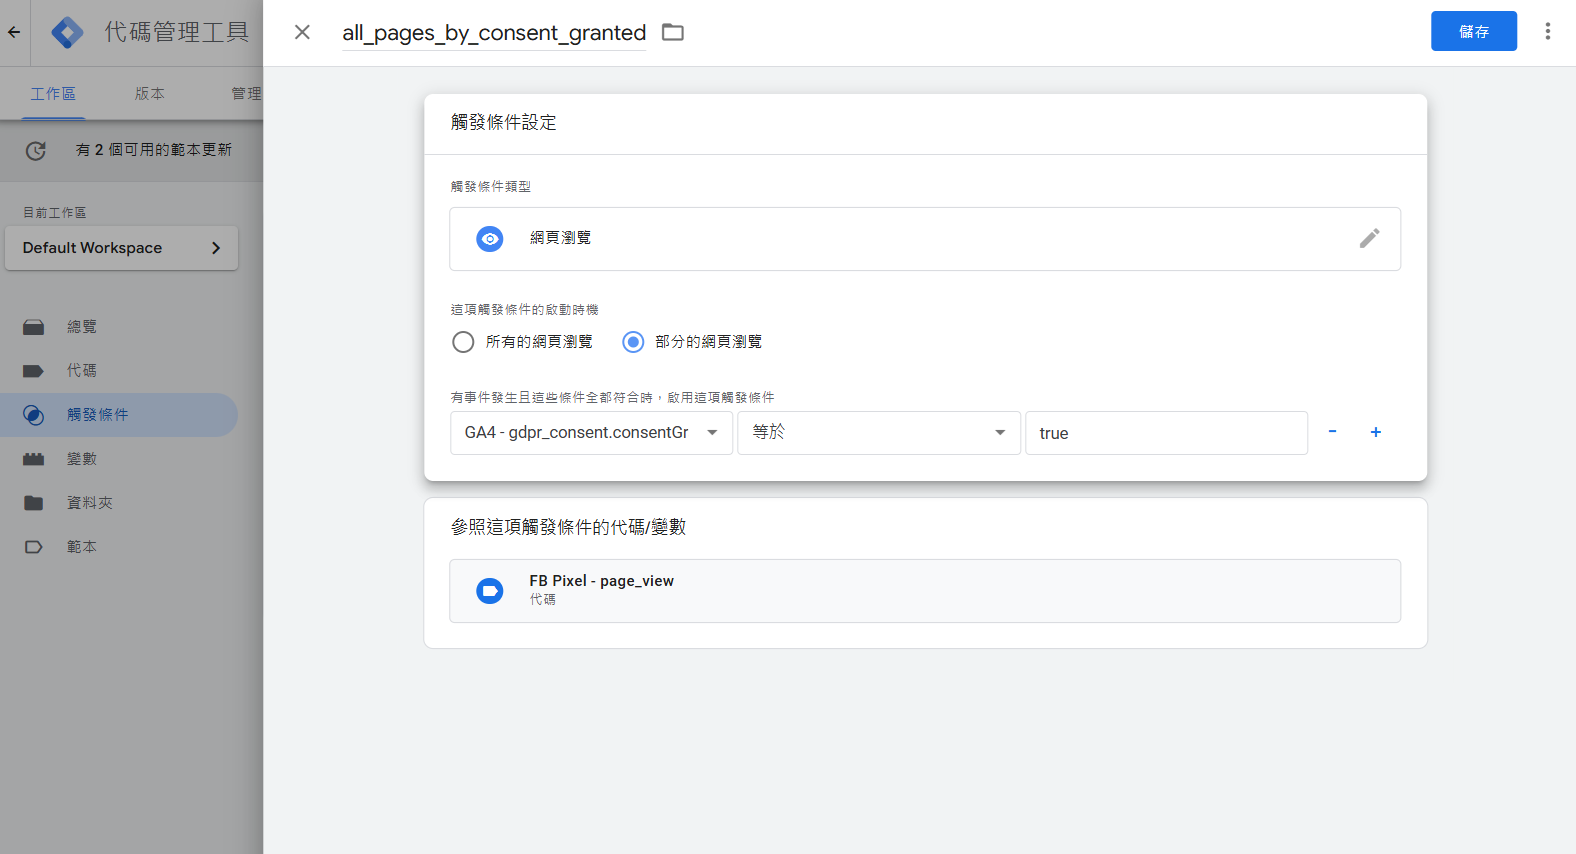 代碼管理工具
all_pages_by_consent_granted
儲存
工作區
版本
管理
有 2 個可用的範本更新
目前工作區
Default Workspace
總覽
代碼
觸發條件
變數
資料夾
範本
觸發條件設定
觸發條件類型
網頁瀏覽
這項觸發條件的啟動時機
所有的網頁瀏覽
部分的網頁瀏覽
有事件發生且這些條件全都符合時，啟用這項觸發條件
GA4 - gdpr_consent.consentGr
等於
true
-
+
參照這項觸發條件的代碼/變數
FB Pixel - page_view
代碼